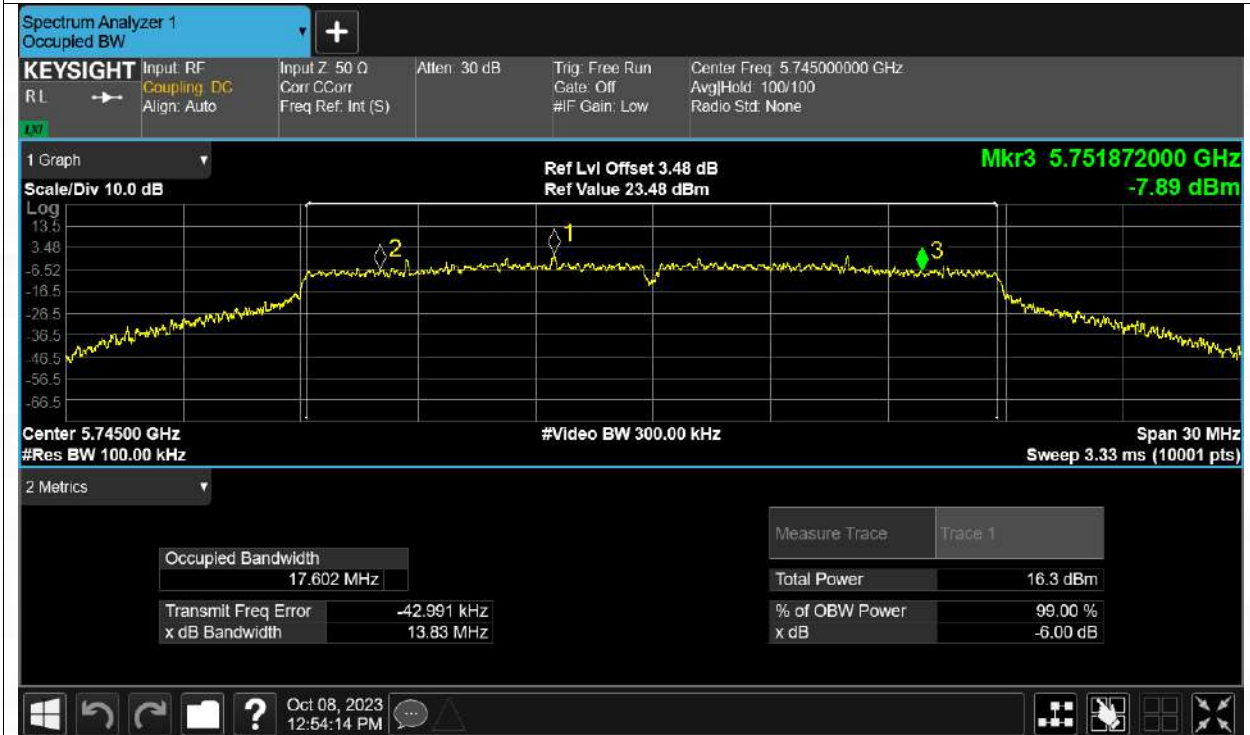 Spectrum Analyzer 1
Occupied BW
+
KEYSIGHT
R L
LXI
Input: RF
Coupling: DC
Align: Auto
Input Z: 50 Ω
Corr CCorr
Freq Ref: Int (S)
Atten: 30 dB
Trig: Free Run
Gate: Off
#IF Gain: Low
Center Freq: 5.745000000 GHz
Avg|Hold: 100/100
Radio Std: None
1 Graph
Scale/Div 10.0 dB
Ref Lvl Offset 3.48 dB
Ref Value 23.48 dBm
Mkr3 5.751872000 GHz
-7.89 dBm
Log
13.5
3.48
-6.52
-16.5
-26.5
-36.5
-46.5
-56.5
-66.5
2
1
3
Center 5.74500 GHz
#Res BW 100.00 kHz
#Video BW 300.00 kHz
Span 30 MHz
Sweep 3.33 ms (10001 pts)
2 Metrics
Occupied Bandwidth
17.602 MHz
Transmit Freq Error -42.991 kHz
x dB Bandwidth 13.83 MHz
Measure Trace Trace 1
Total Power 16.3 dBm
% of OBW Power 99.00 %
x dB -6.00 dB
?
Oct 08, 2023
12:54:14 PM